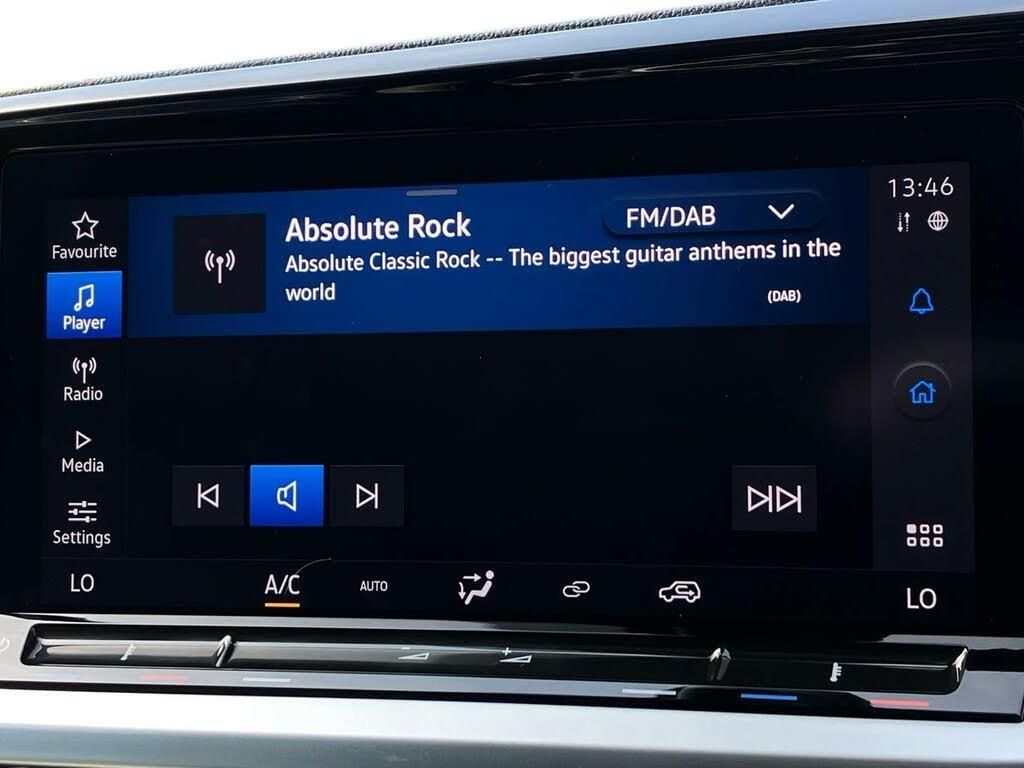 13:46
Favourite
Absolute Rock
FM/DAB
Absolute Classic Rock -- The biggest guitar anthems in the
world
(DAB)
Player
Radio
Media
Settings
LO
A/C
AUTO
LO
- +